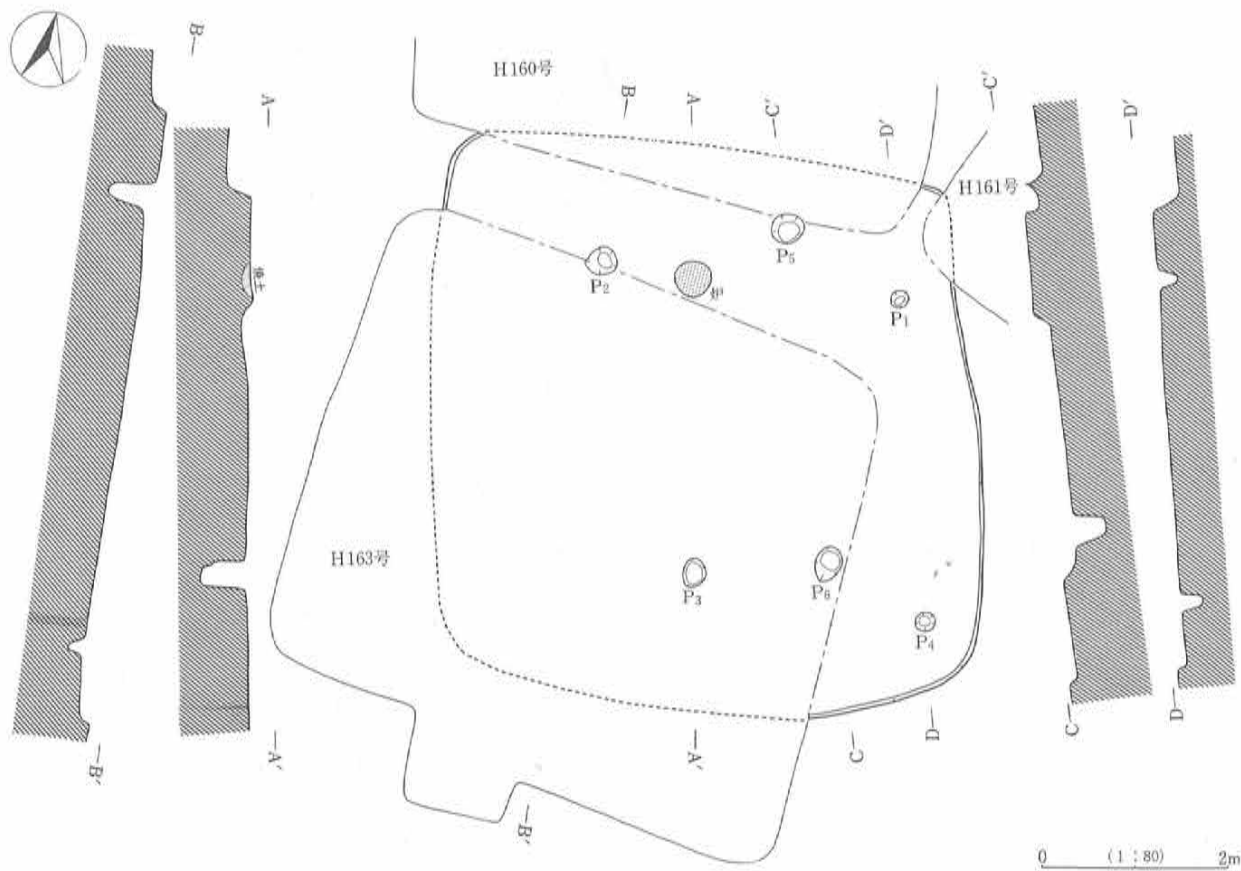 H160号
B
A
B
A
C′
D′
C′
D′
H161号
P5
P2
炉
P1
焼土
H163号
P3
P6
P4
A′
B′
A′
B′
C
D
C
D
0 (1:80) 2m